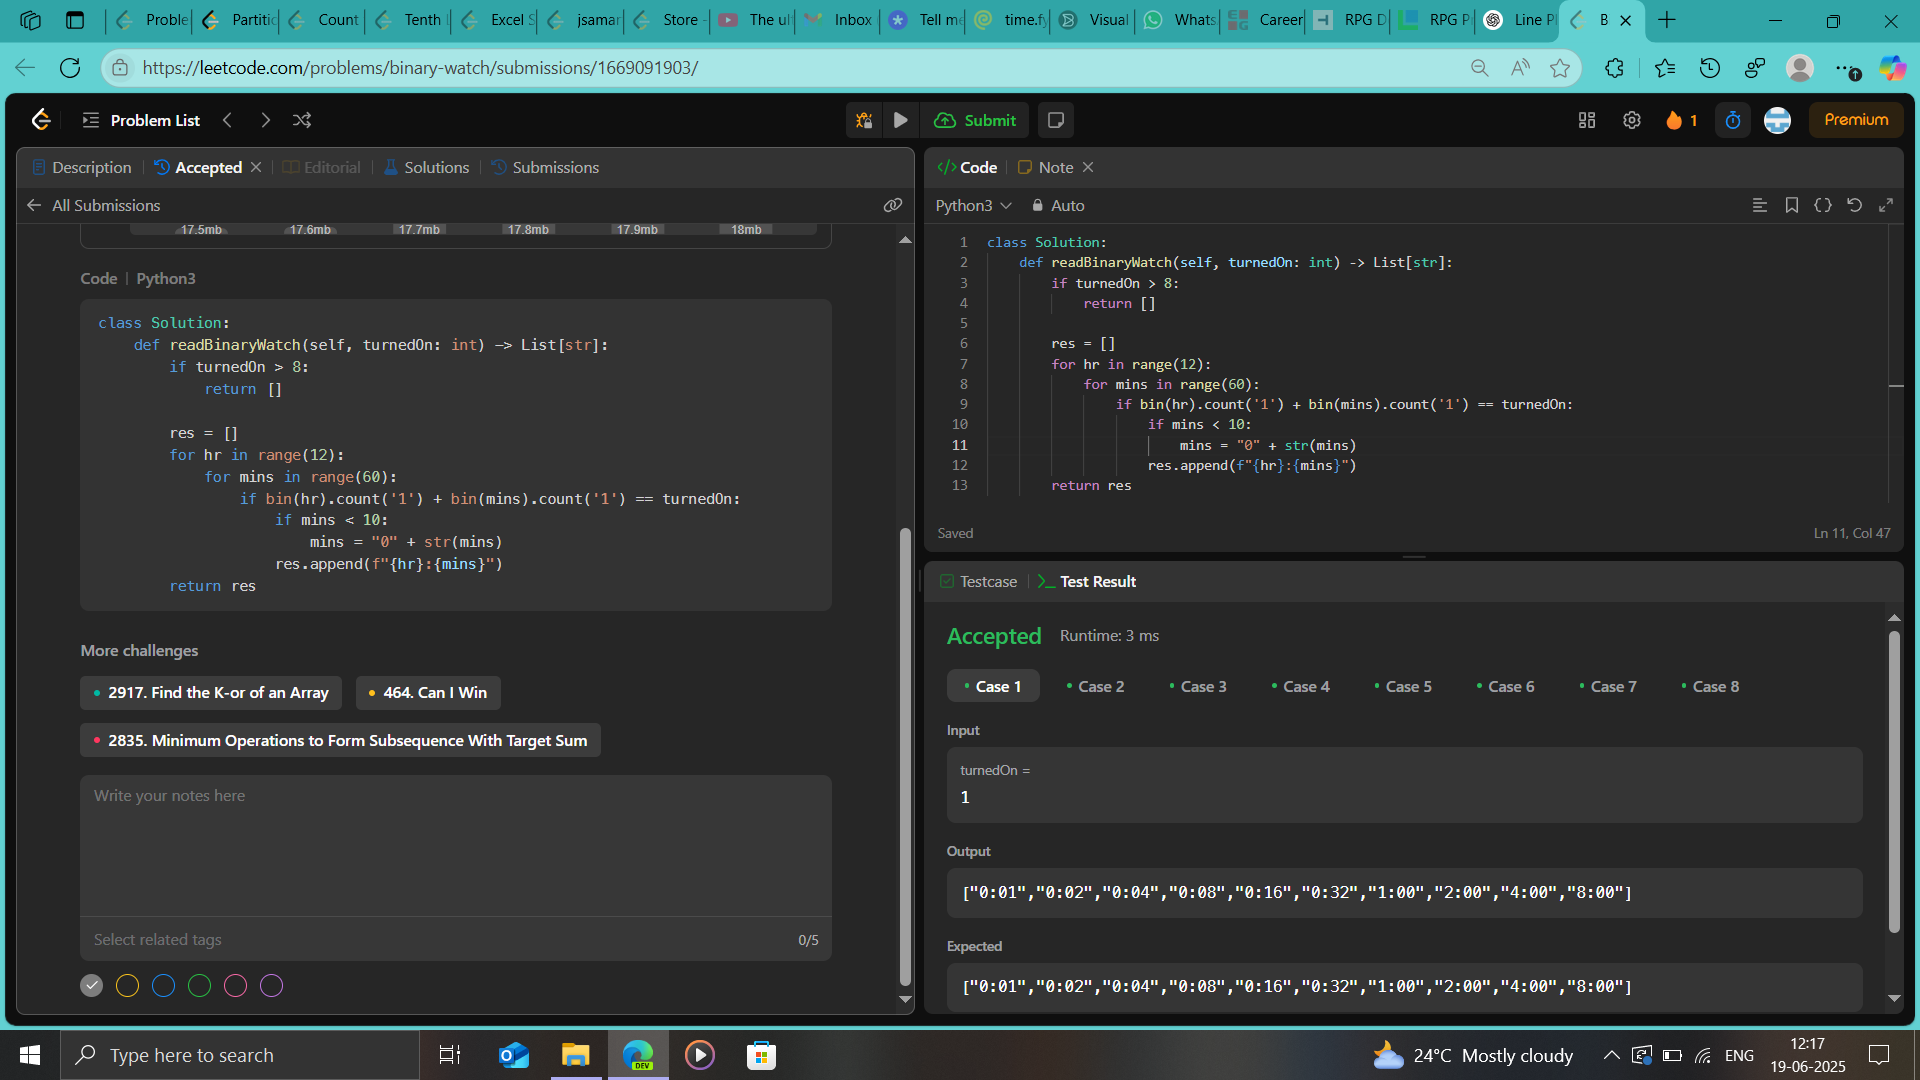 Proble
Partitic
Count
Tenth
Excel S
jsamar
Store -
The ul
Inbox
Tell me
time.fy
Visual
Whats
Career
RPG D
RPG P
Line Pl
B
https://leetcode.com/problems/binary-watch/submissions/1669091903/
Problem List
Submit
1
Premium
Description
Accepted
Editorial
Solutions
Submissions
All Submissions
17.5mb 17.6mb 17.7mb 17.8mb 17.9mb 18mb
Code | Python3
class Solution:
def readBinaryWatch(self, turnedOn: int) -> List[str]:
if turnedOn > 8:
return []
res = []
for hr in range(12):
for mins in range(60):
if bin(hr).count('1') + bin(mins).count('1') == turnedOn:
if mins < 10:
mins = "0" + str(mins)
res.append(f"{hr}:{mins}")
return res
More challenges
2917. Find the K-or of an Array
464. Can I Win
2835. Minimum Operations to Form Subsequence With Target Sum
Write your notes here
Select related tags
0/5
Code
Note
Python3
Auto
1 class Solution:
2 def readBinaryWatch(self, turnedOn: int) -> List[str]:
3 if turnedOn > 8:
4 return []
5
6 res = []
7 for hr in range(12):
8 for mins in range(60):
9 if bin(hr).count('1') + bin(mins).count('1') == turnedOn:
10 if mins < 10:
11 mins = "0" + str(mins)
12 res.append(f"{hr}:{mins}")
13 return res
Saved
Ln 11, Col 47
Testcase
Test Result
Accepted Runtime: 3 ms
Case 1 Case 2 Case 3 Case 4 Case 5 Case 6 Case 7 Case 8
Input
turnedOn =
1
Output
["0:01","0:02","0:04","0:08","0:16","0:32","1:00","2:00","4:00","8:00"]
Expected
["0:01","0:02","0:04","0:08","0:16","0:32","1:00","2:00","4:00","8:00"]
Type here to search
DEV
24°C Mostly cloudy
ENG
12:17
19-06-2025